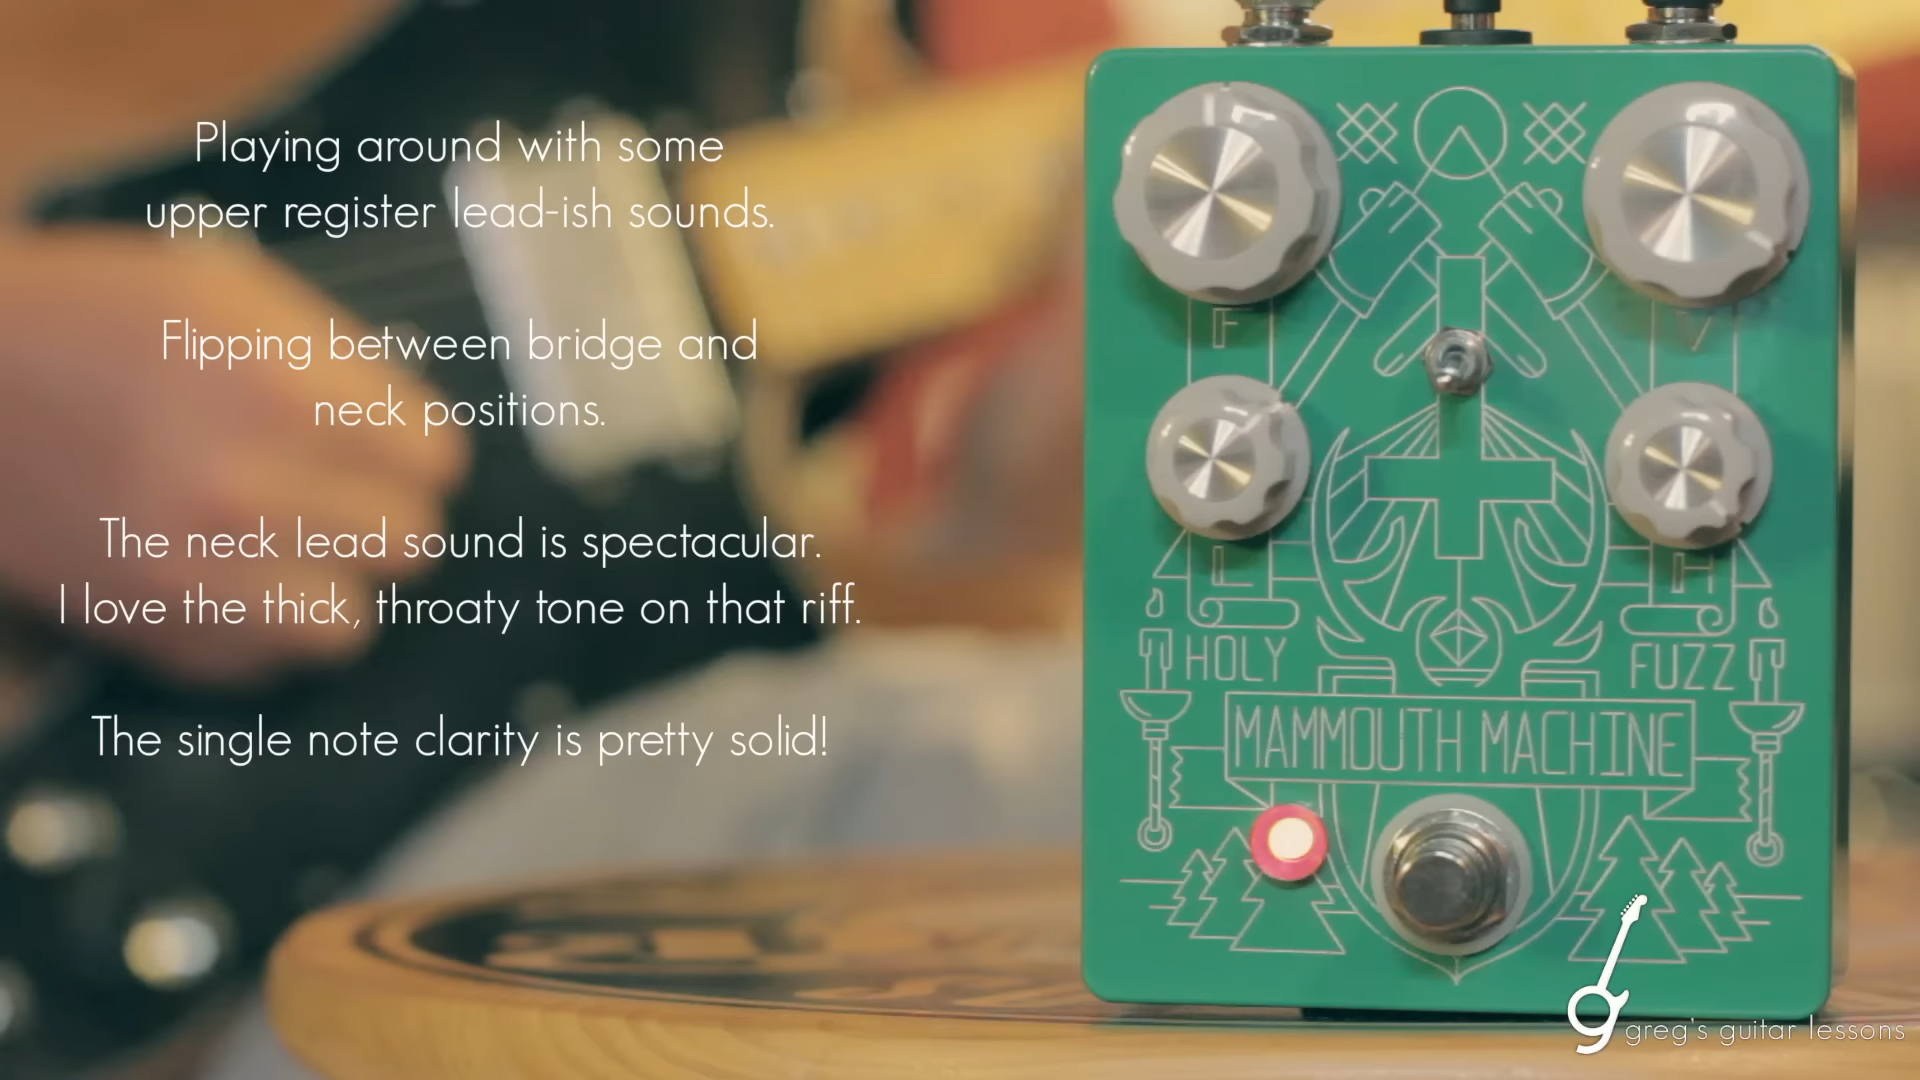 Playing around with some
upper register lead-ish sounds.
Flipping between bridge and
neck positions.
The neck lead sound is spectacular.
I love the thick, throaty tone on that riff.
The single note clarity is pretty solid!
F
V
L
H
HOLY
FUZZ
MAMMOUTH MACHINE
greg's guitar lessons